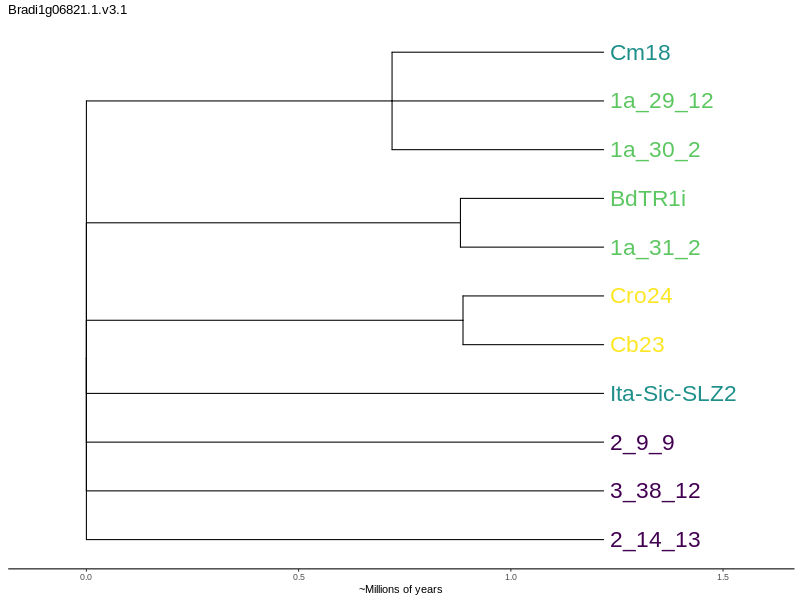 Bradi1g06821.1.v3.1
Cm18
1a_29_12
1a_30_2
BdTR1i
1a_31_2
Cro24
Cb23
Ita-Sic-SLZ2
2_9_9
3_38_12
2_14_13
0.0 0.5 1.0 1.5
~Millions of years